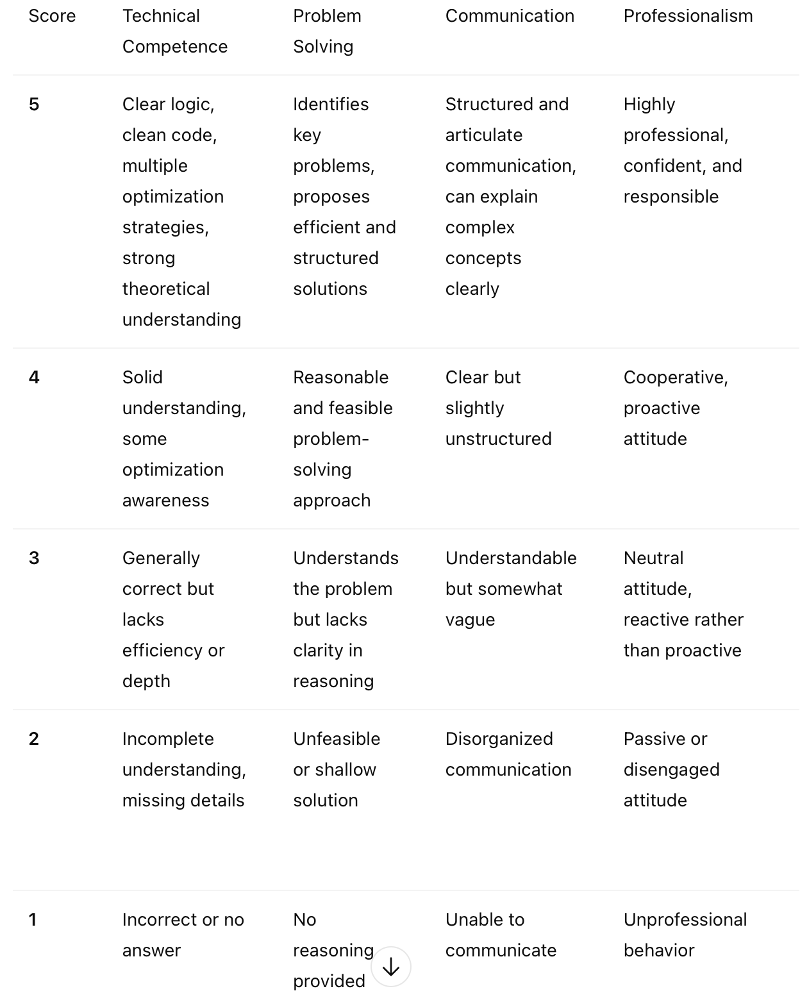 Score
Technical
Competence
Problem
Solving
Communication
Professionalism
5
Clear logic,
clean code,
multiple
optimization
strategies,
strong
theoretical
understanding
Identifies
key
problems,
proposes
efficient and
structured
solutions
Structured and
articulate
communication,
can explain
complex
concepts
clearly
Highly
professional,
confident, and
responsible
4
Solid
understanding,
some
optimization
awareness
Reasonable
and feasible
problem-
solving
approach
Clear but
slightly
unstructured
Cooperative,
proactive
attitude
3
Generally
correct but
lacks
efficiency or
depth
Understands
the problem
but lacks
clarity in
reasoning
Understandable
but somewhat
vague
Neutral
attitude,
reactive rather
than proactive
2
Incomplete
understanding,
missing details
Unfeasible
or shallow
solution
Disorganized
communication
Passive or
disengaged
attitude
1
Incorrect or no
answer
No
reasoning
provided
Unable to
communicate
Unprofessional
behavior